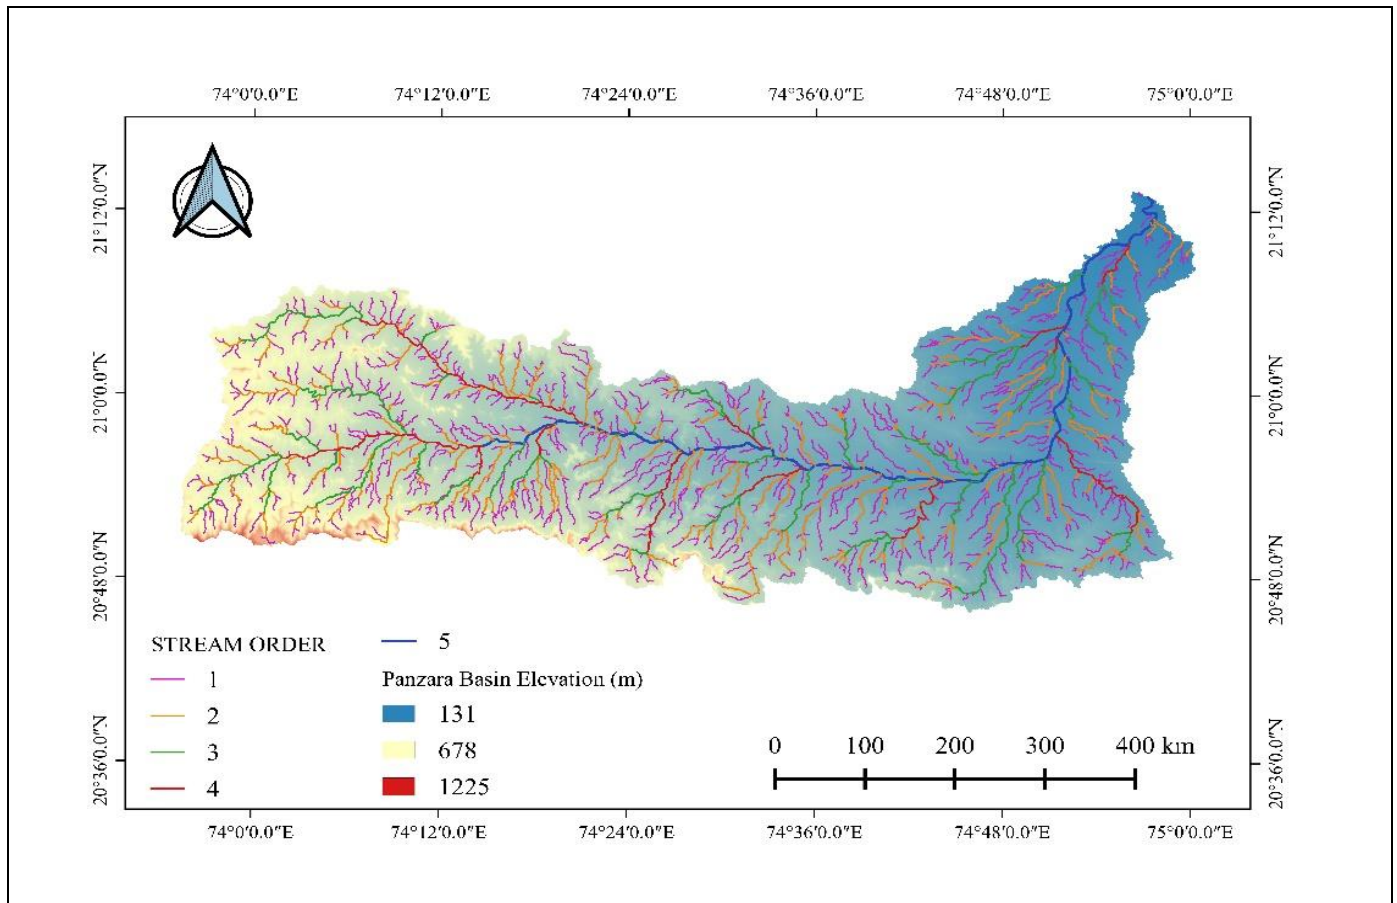 74°0'0.0"E 74°12'0.0"E 74°24'0.0"E 74°36'0.0"E 74°48'0.0"E 75°0'0.0"E
21°12'0.0"N 21°12'0.0"N
21°0'0.0"N 21°0'0.0"N
20°48'0.0"N 20°48'0.0"N
20°36'0.0"N 20°36'0.0"N
STREAM ORDER
1
2
3
4
5
Panzara Basin Elevation (m)
131
678
1225
0 100 200 300 400 km
74°0'0.0"E 74°12'0.0"E 74°24'0.0"E 74°36'0.0"E 74°48'0.0"E 75°0'0.0"E